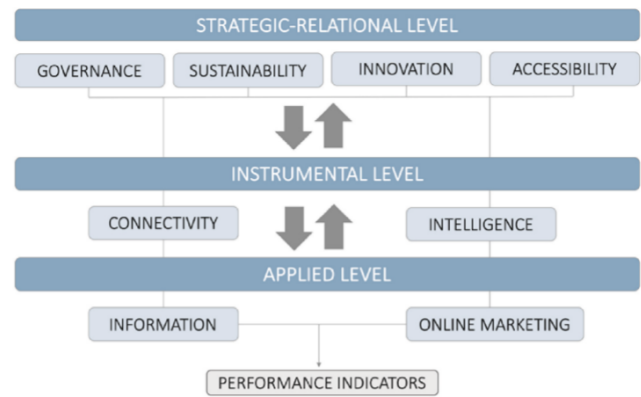 STRATEGIC-RELATIONAL LEVEL
GOVERNANCE
SUSTAINABILITY
INNOVATION
ACCESSIBILITY
INSTRUMENTAL LEVEL
CONNECTIVITY
INTELLIGENCE
APPLIED LEVEL
INFORMATION
ONLINE MARKETING
PERFORMANCE INDICATORS